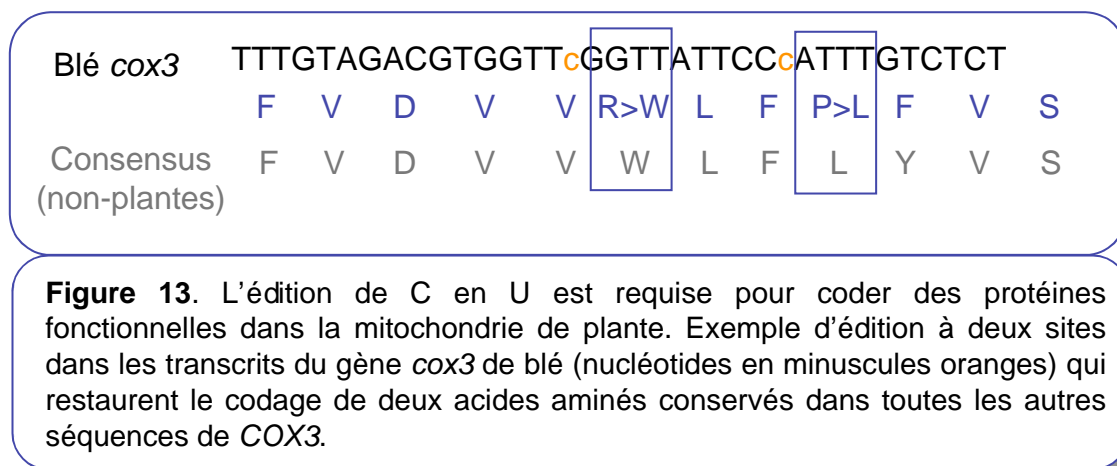 Blé cox3 TTTGTAGACGTGGTTcGGTTATTCCcATTTGTCTCT
F V D V V R>W L F P>L F V S
Consensus F V D V V W L F L Y V S
(non-plantes)
Figure 13. L'édition de C en U est requise pour coder des protéines
fonctionnelles dans la mitochondrie de plante. Exemple d'édition à deux sites
dans les transcrits du gène cox3 de blé (nucléotides en minuscules oranges) qui
restaurent le codage de deux acides aminés conservés dans toutes les autres
séquences de COX3.